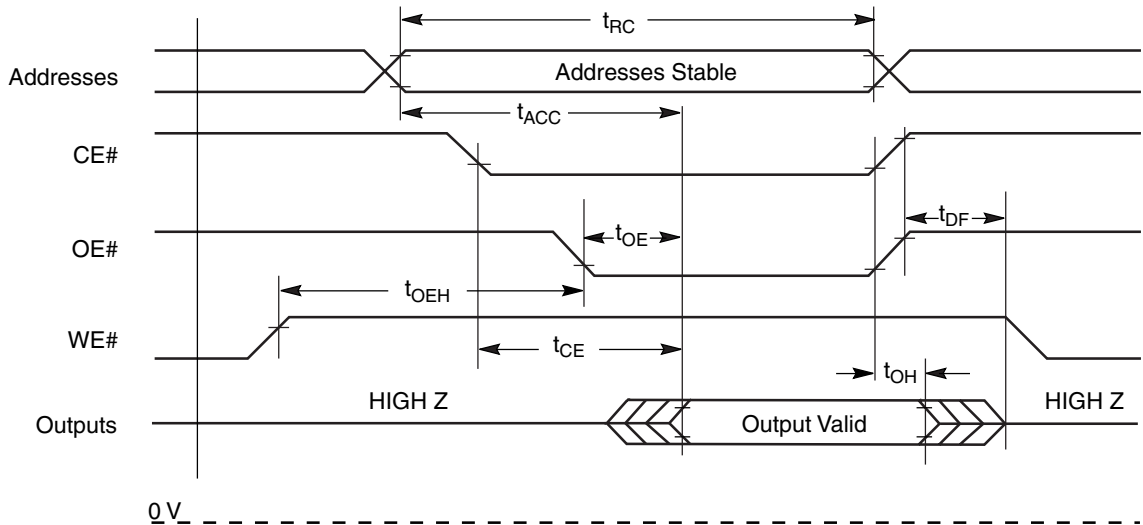 tRC
Addresses
Addresses Stable
tACC
CE#
tDF
OE#
tOE
tOEH
WE#
tCE
tOH
HIGH Z
HIGH Z
Outputs
Output Valid
0 V